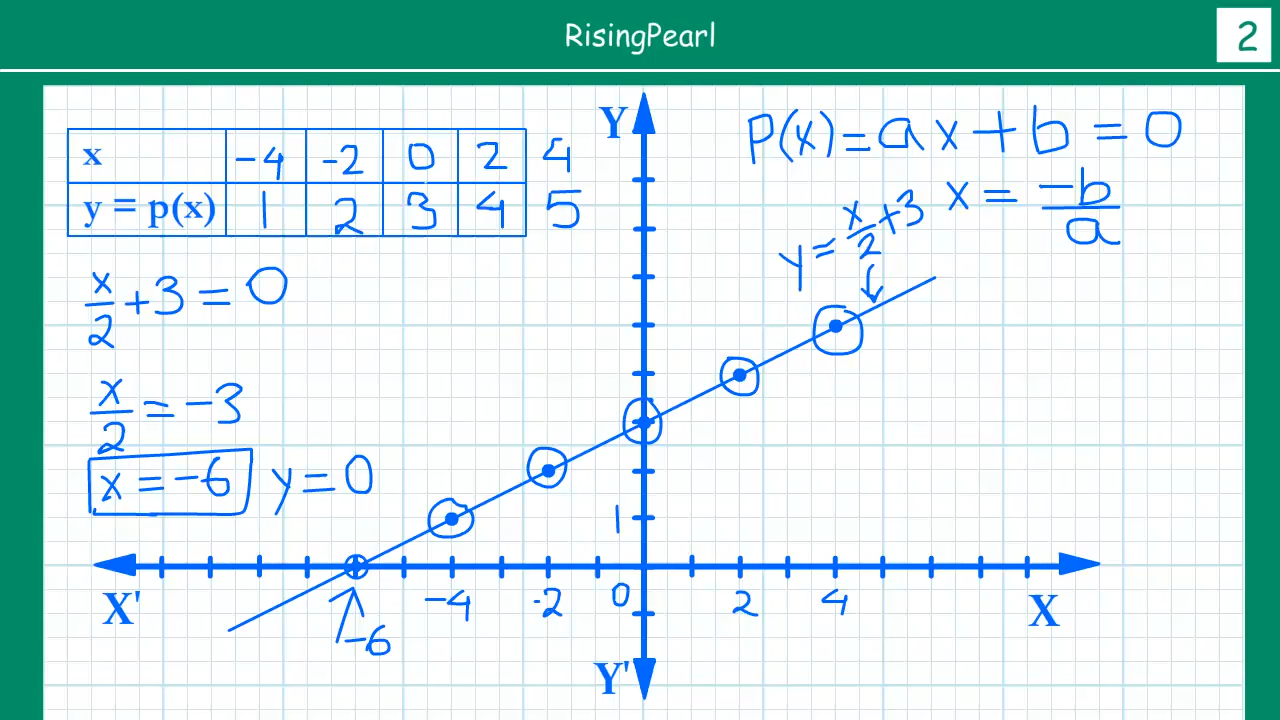 RisingPearl
2
x -4 -2 0 2 4
y = p(x) 1 2 3 4 5
P(x) = ax + b = 0
x = -b/a
y = x/2 + 3
x/2 + 3 = 0
x/2 = -3
x = -6 y = 0
Y
1
X' -6 -4 -2 0 2 4 X
Y'